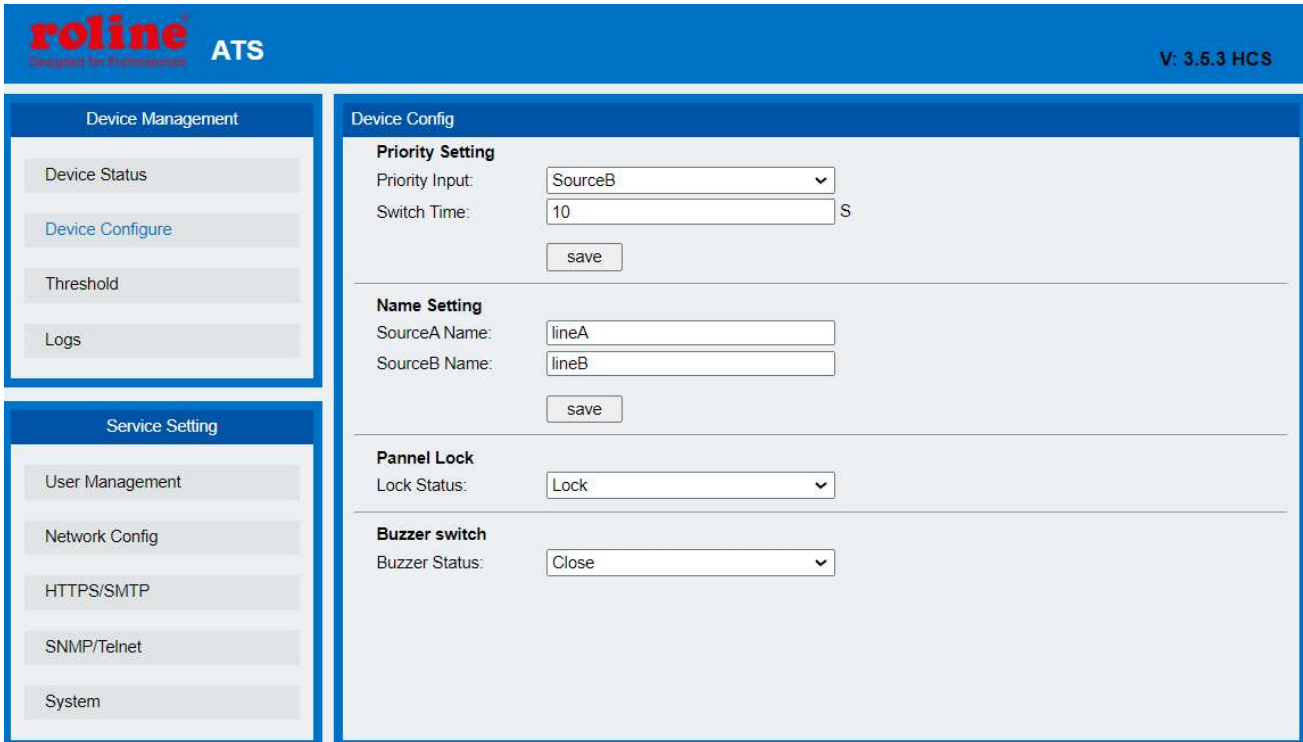 roline
Designed for Professionals
ATS
V: 3.5.3 HCS
Device Management
Device Status
Device Configure
Threshold
Logs
Service Setting
User Management
Network Config
HTTPS/SMTP
SNMP/Telnet
System
Device Config
Priority Setting
Priority Input: SourceB
Switch Time: 10 S
save
Name Setting
SourceA Name: lineA
SourceB Name: lineB
save
Pannel Lock
Lock Status: Lock
Buzzer switch
Buzzer Status: Close